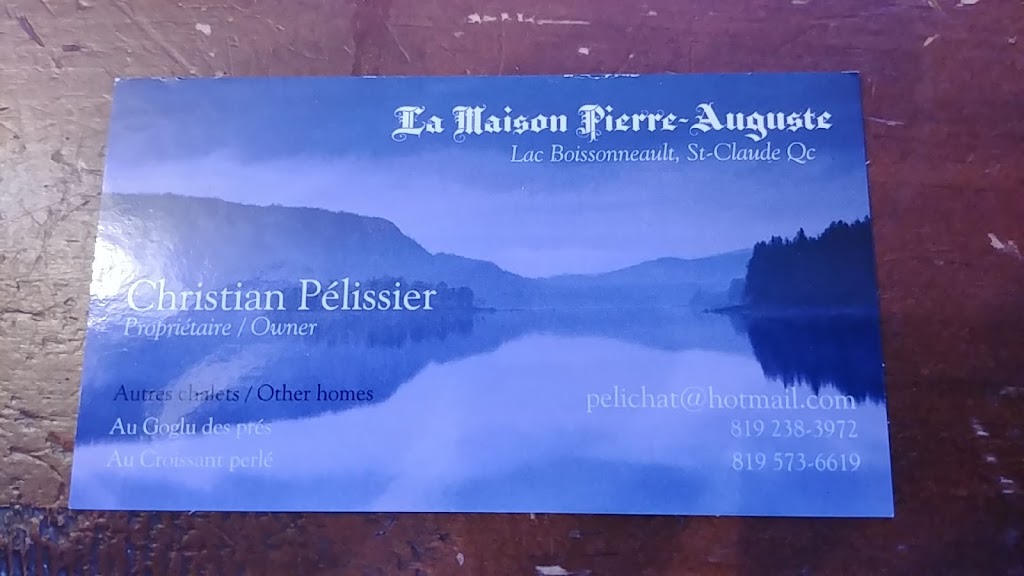 La Maison Pierre-Auguste
Lac Boissonneault, St-Claude Qc
Christian Pélissier
Propriétaire / Owner
Autres chalets / Other homes
Au Goglu des prés
Au Croissant perlé
pelichat@hotmail.com
819 238-3972
819 573-6619